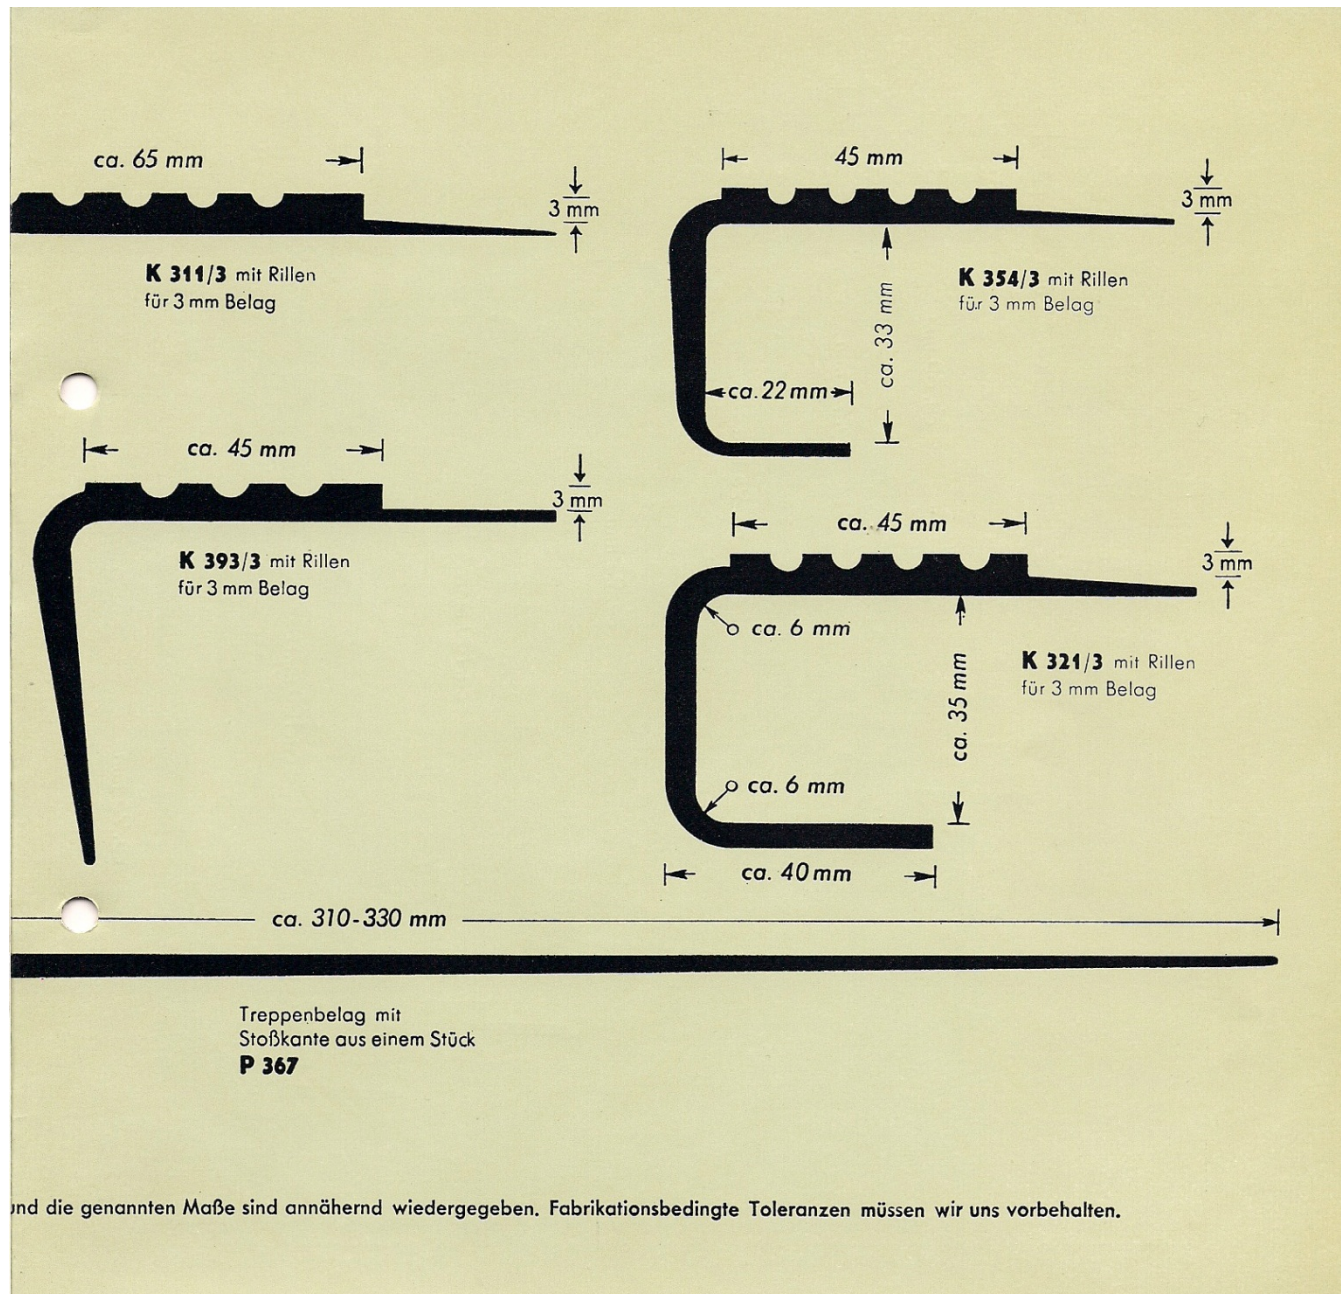 ca. 65 mm
3 mm
K 311/3 mit Rillen
für 3 mm Belag
45 mm
3 mm
K 354/3 mit Rillen
für 3 mm Belag
ca. 33 mm
ca. 22 mm
ca. 45 mm
3 mm
K 393/3 mit Rillen
für 3 mm Belag
ca. 45 mm
3 mm
ca. 6 mm
K 321/3 mit Rillen
für 3 mm Belag
ca. 35 mm
ca. 6 mm
ca. 40 mm
ca. 310-330 mm
Treppenbelag mit
Stoßkante aus einem Stück
P 367
und die genannten Maße sind annähernd wiedergegeben. Fabrikationsbedingte Toleranzen müssen wir uns vorbehalten.